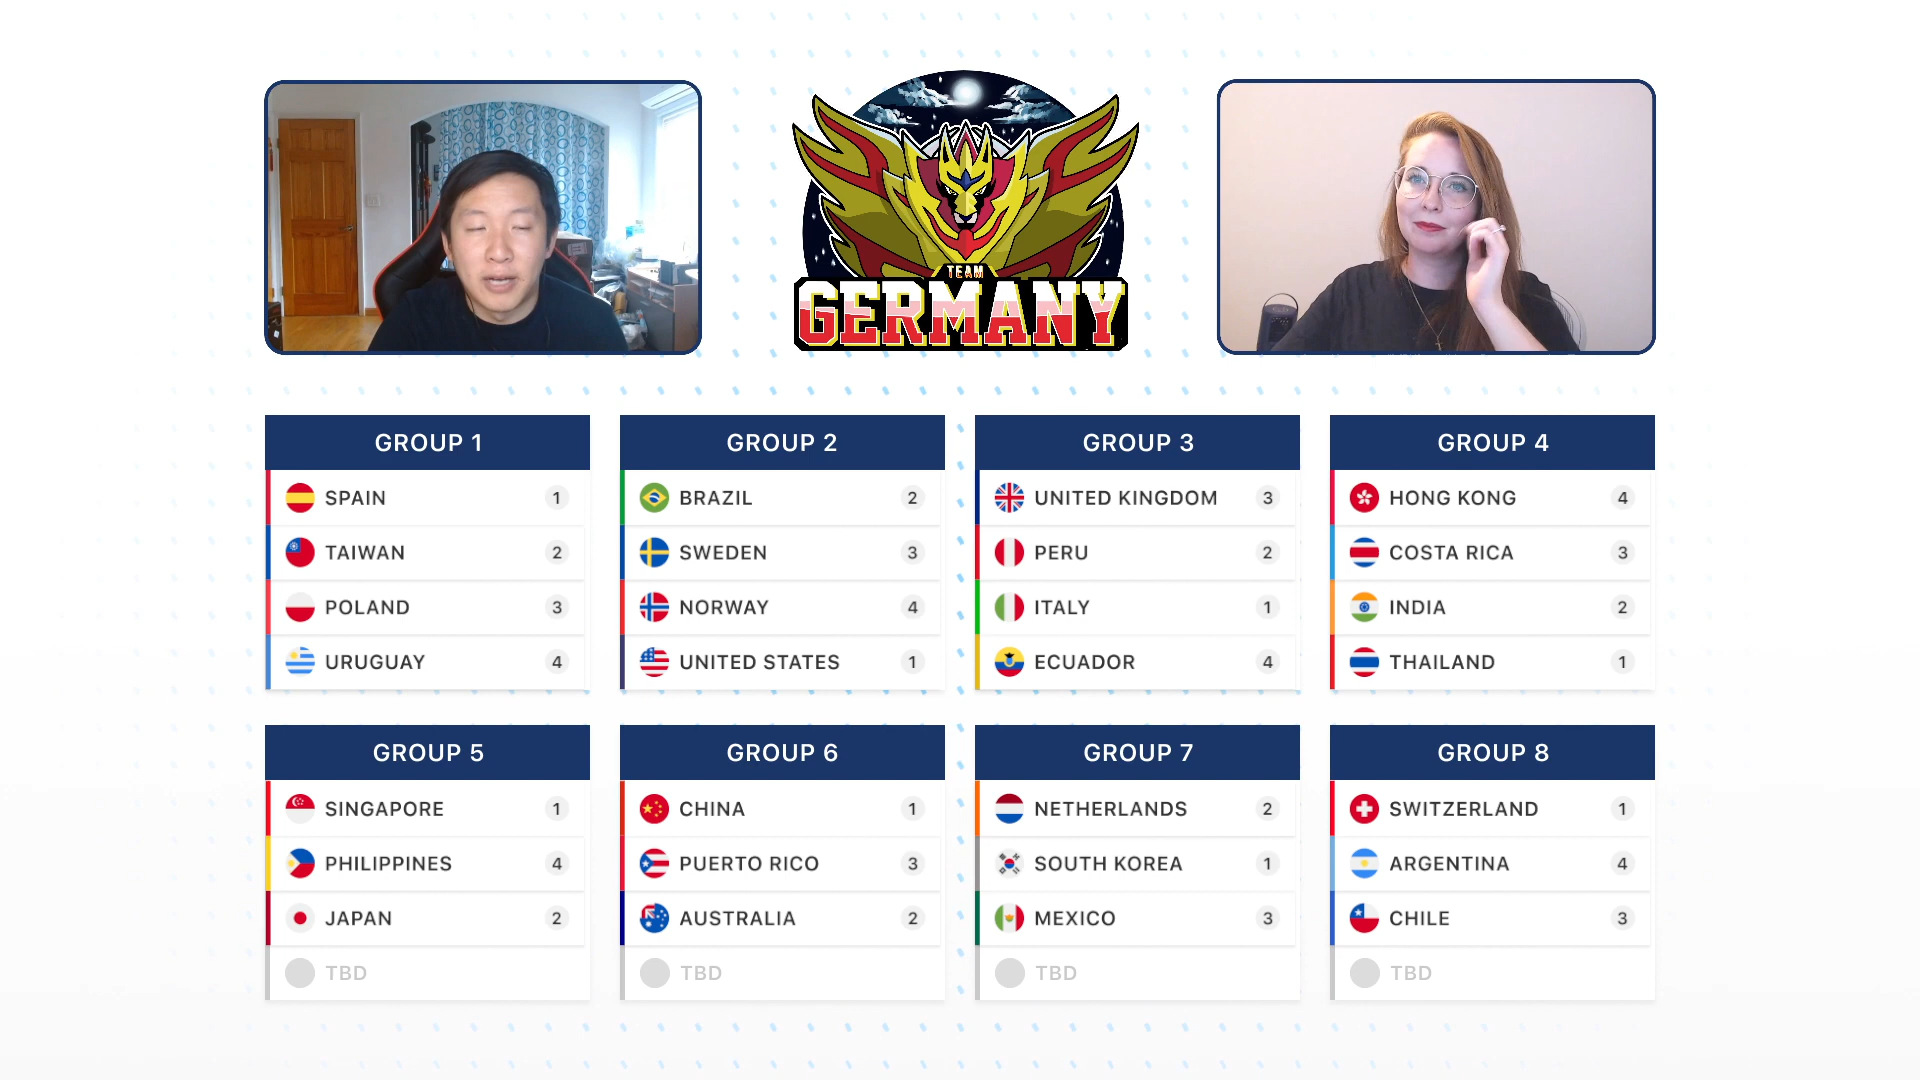 TEAM
GERMANY
GROUP 1
SPAIN 1
TAIWAN 2
POLAND 3
URUGUAY 4
GROUP 2
BRAZIL 2
SWEDEN 3
NORWAY 4
UNITED STATES 1
GROUP 3
UNITED KINGDOM 3
PERU 2
ITALY 1
ECUADOR 4
GROUP 4
HONG KONG 4
COSTA RICA 3
INDIA 2
THAILAND 1
GROUP 5
SINGAPORE 1
PHILIPPINES 4
JAPAN 2
TBD
GROUP 6
CHINA 1
PUERTO RICO 3
AUSTRALIA 2
TBD
GROUP 7
NETHERLANDS 2
SOUTH KOREA 1
MEXICO 3
TBD
GROUP 8
SWITZERLAND 1
ARGENTINA 4
CHILE 3
TBD